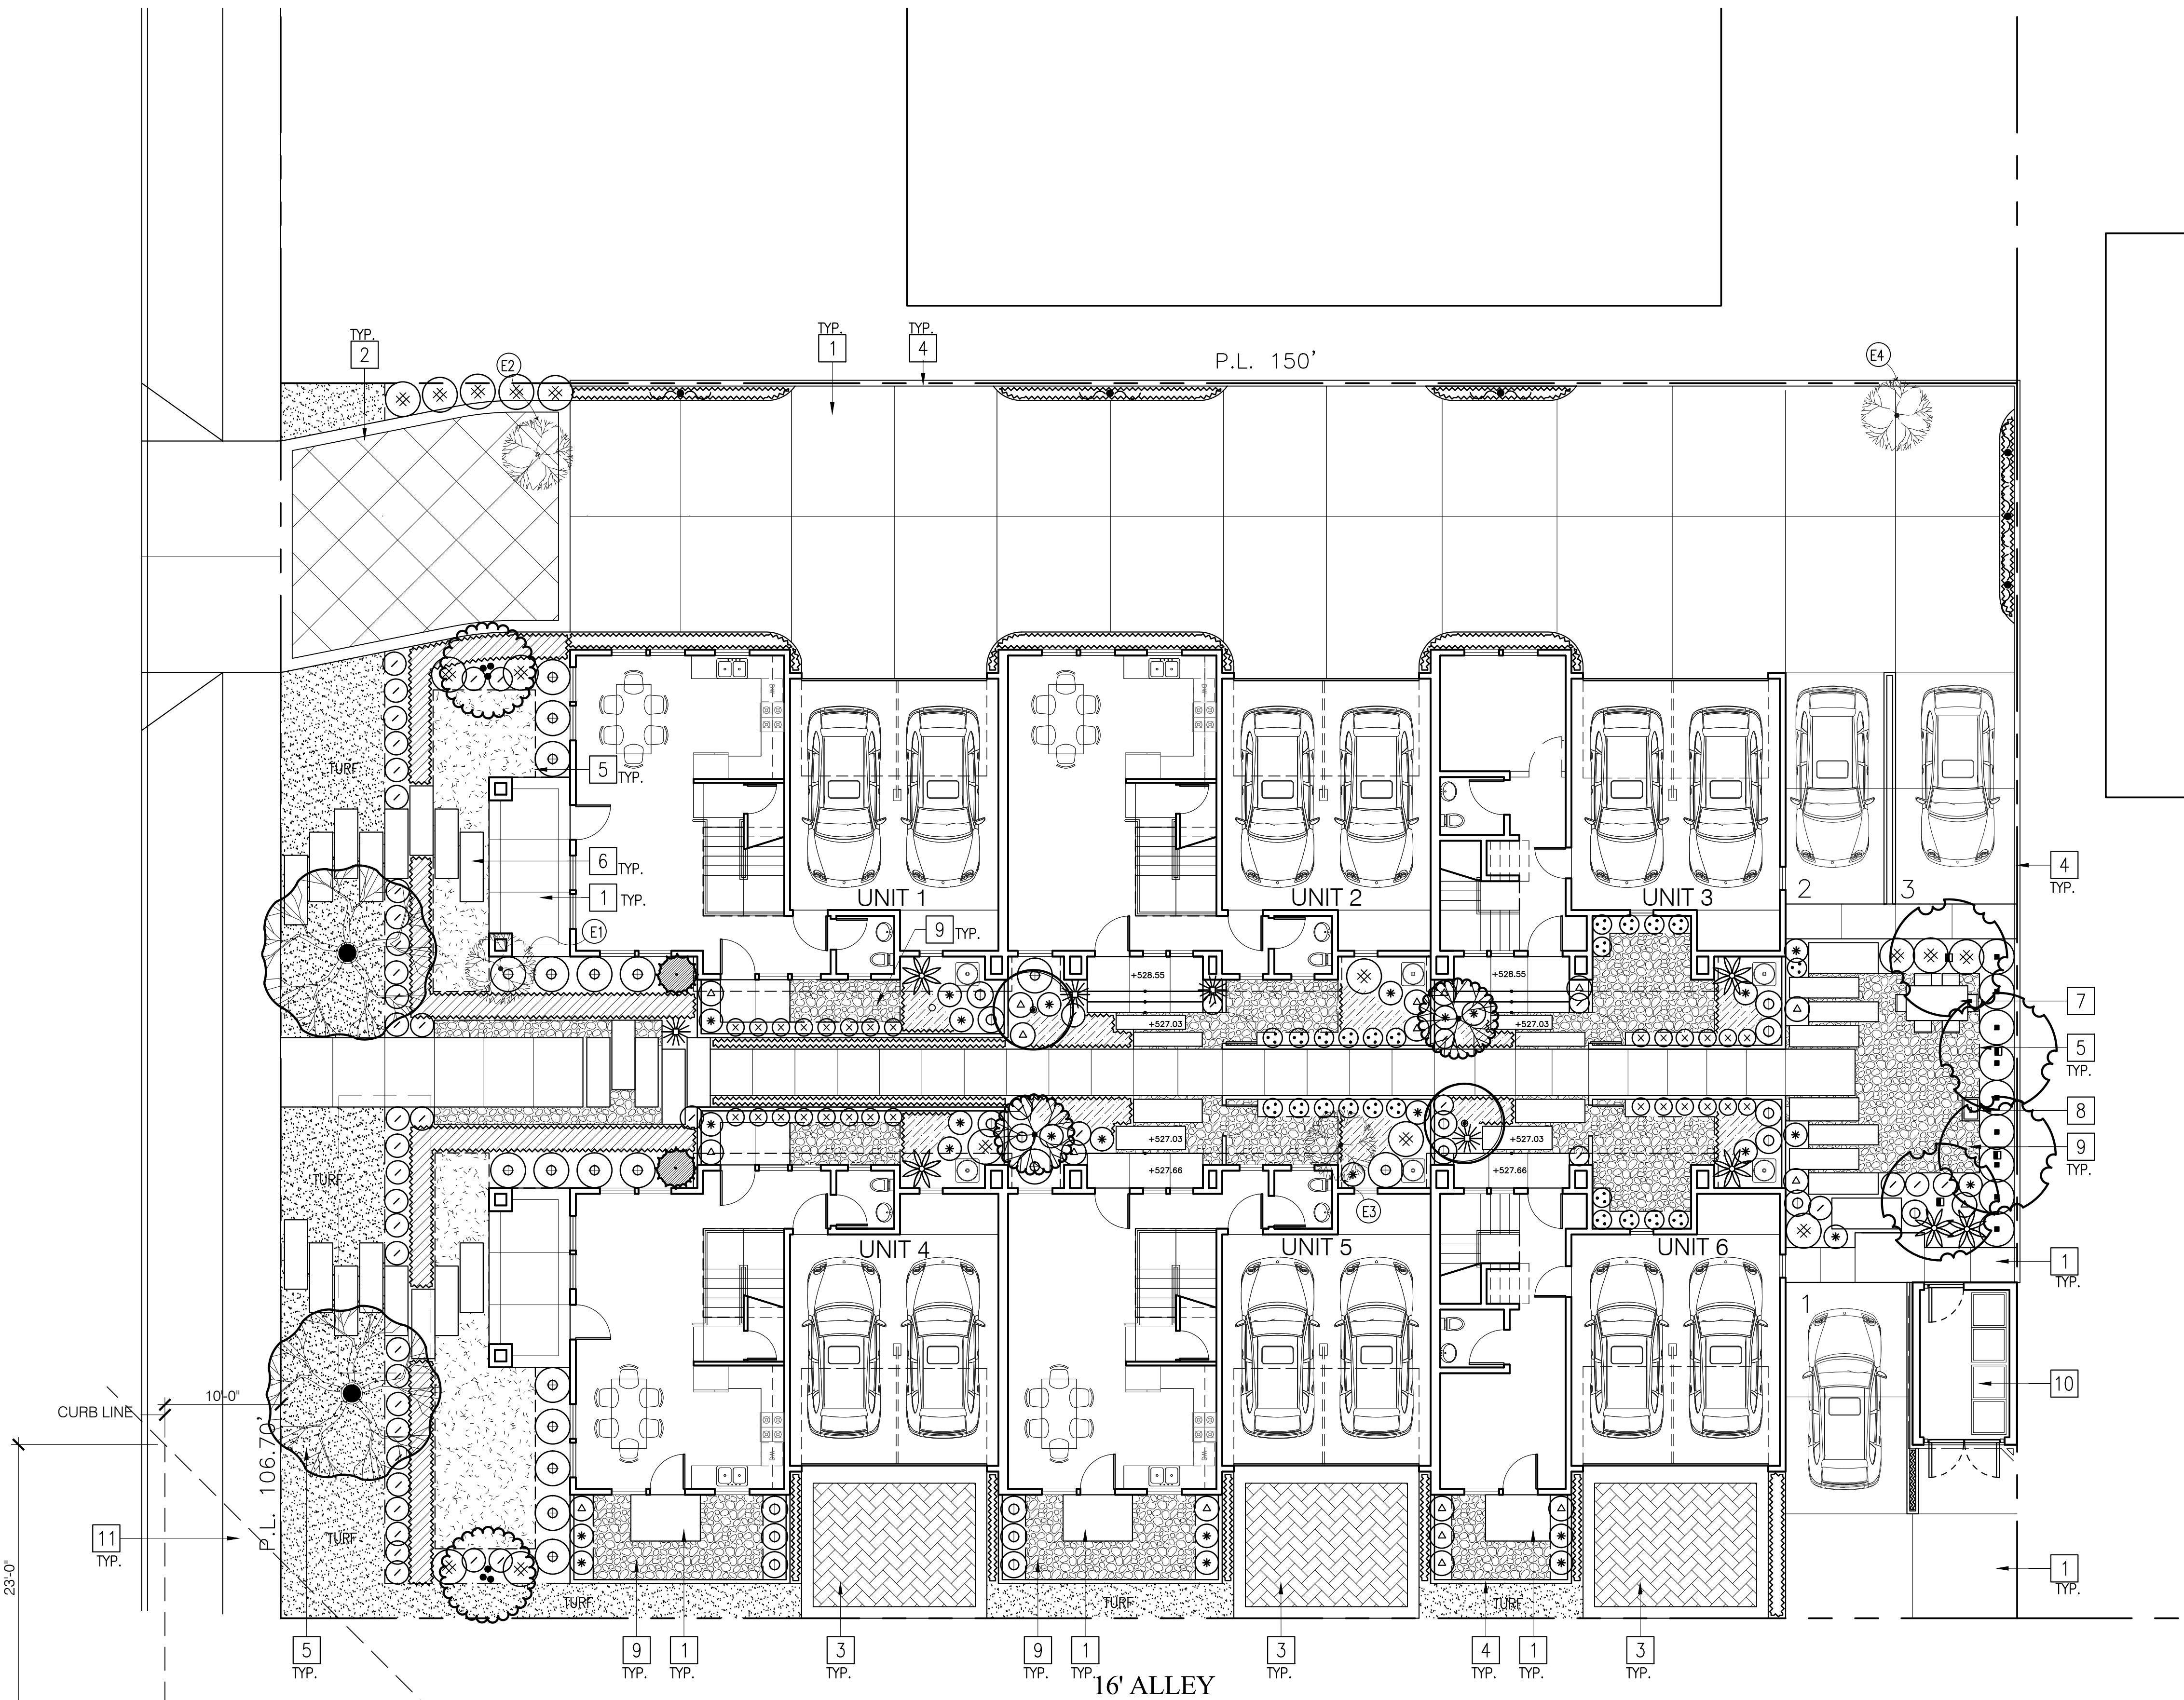 TYP.
2
E2
TYP.
1
TYP.
4
P.L. 150'
E4
TURF
5 TYP.
6 TYP.
1 TYP.
E1
UNIT 1
UNIT 2
UNIT 3
2
3
4
TYP.
9 TYP.
+528.55
+528.55
+527.03
+527.03
7
5
TYP.
8
9
TYP.
+527.03
+527.03
+527.66
+527.66
TURF
E3
UNIT 4
UNIT 5
UNIT 6
1
TYP.
1
10
10'-0"
CURB LINE
P.L. 106.70'
11
TYP.
TURF
23'-0"
1
TYP.
TURF
TURF
TURF
5
TYP.
9
TYP.
1
TYP.
3
TYP.
9
TYP.
1
TYP.
3
TYP.
4
TYP.
1
TYP.
3
TYP.
16' ALLEY